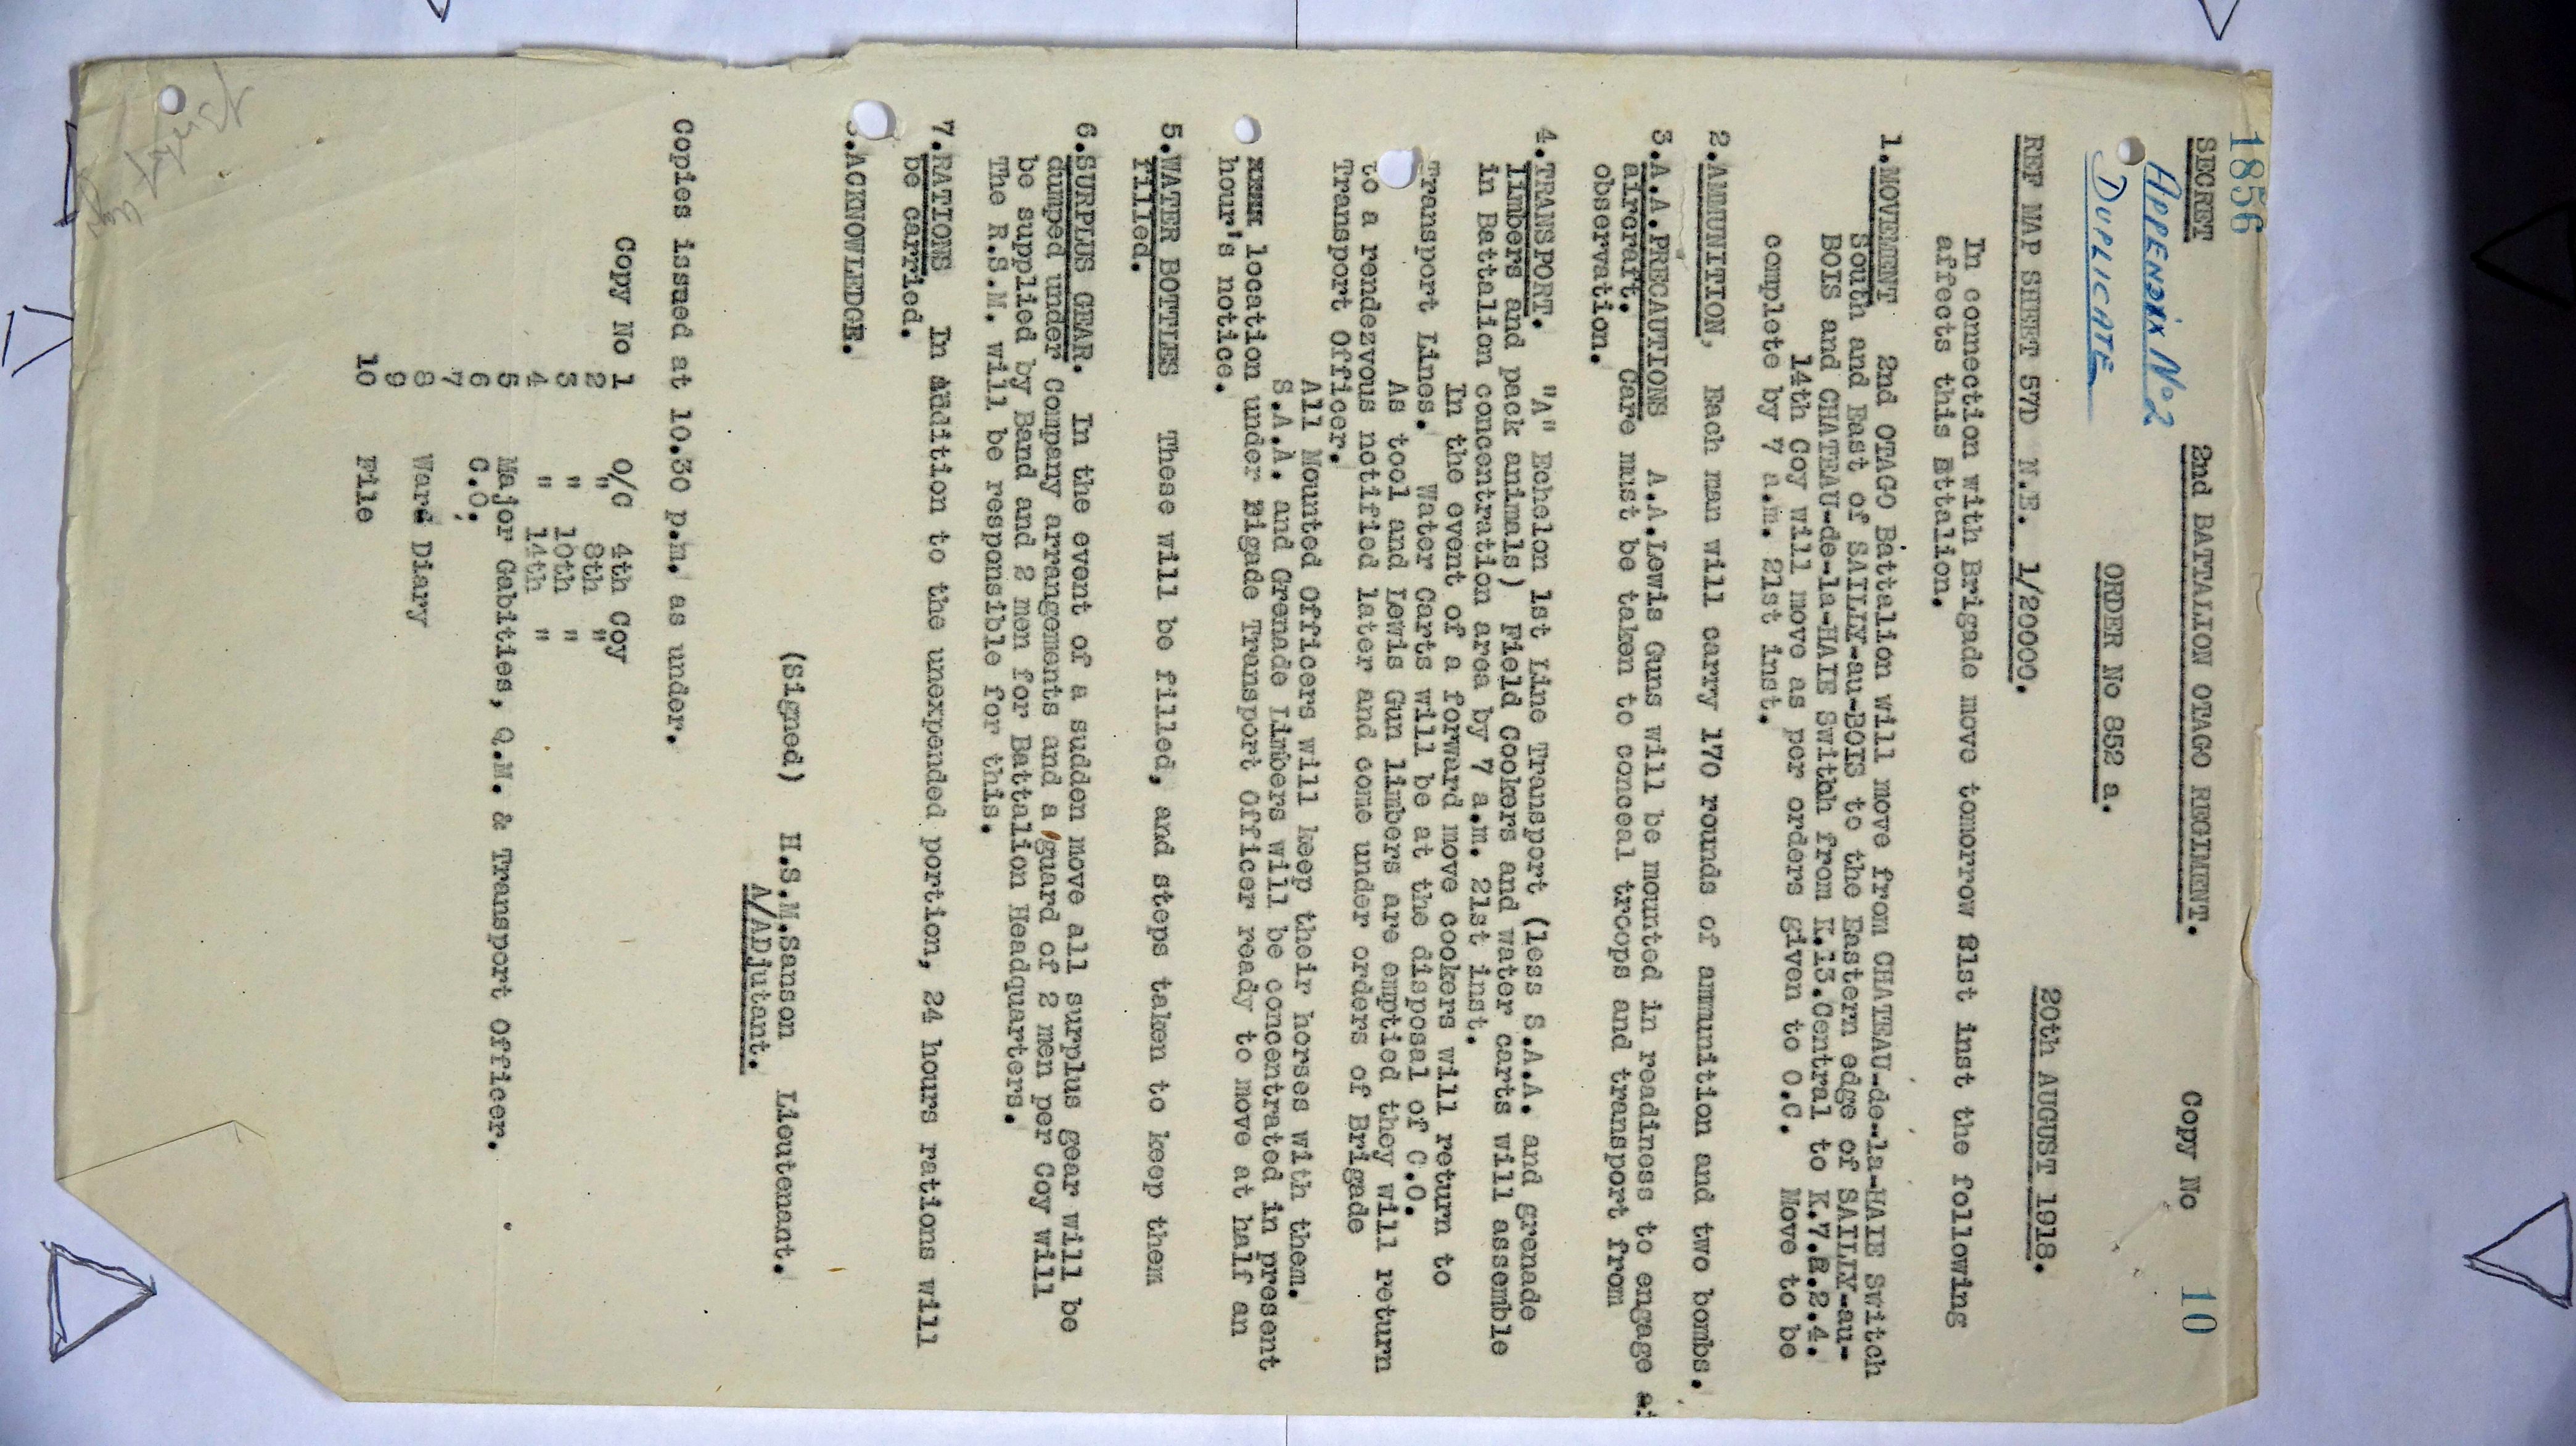 1856
SECRET
APPENDIX No 2
DUPLICATE
2nd BATTALION OTAGO REGIMENT.
Copy No 10
ORDER No 852 a.
REF MAP SHEET 57D N.E. 1/20000.
20th AUGUST 1918.
In connection with Brigade move tomorrow 21st inst the following
affects this Battalion.
1.MOVEMENT 2nd OTAGO Battalion will move from CHATEAU-de-la-HAIE Switch
South and East of SAILLY-au-BOIS to the Eastern edge of SAILLY-au-
BOIS and CHATEAU-de-la-HAIE Switch from K.13.Central to K.7.a.2.4.
14th Coy will move as per orders given to O.C. Move to be
complete by 7 a.m. 21st inst.
2.AMMUNITION. Each man will carry 170 rounds of ammunition and two bombs.
3.A.A.PRECAUTIONS A.A.Lewis Guns will be mounted in readiness to engage
aircraft. Care must be taken to conceal troops and transport from
observation.
4.TRANSPORT. "A" Echelon 1st Line Transport (less S.A.A. and grenade
limbers and pack animals) Field Cookers and water carts will assemble
in Battalion concentration area by 7 a.m. 21st inst.
In the event of a forward move cookers will return to
Transport Lines. Water Carts will be at the disposal of C.O.
As tool and Lewis Gun limbers are emptied they will return
to a rendezvous notified later and come under orders of Brigade
Transport Officer.
All Mounted Officers will keep their horses with them.
S.A.A. and Grenade Limbers will be concentrated in present
location under Bigade Transport Officer ready to move at half an
hour's notice.
5.WATER BOTTLES These will be filled, and steps taken to keep them
filled.
6.SURPLUS GEAR. In the event of a sudden move all surplus gear will be
dumped under Company arrangements and a guard of 2 men per Coy will
be supplied by Band and 2 men for Battalion Headquarters.
The R.S.M. will be responsible for this.
7.RATIONS In addition to the unexpended portion, 24 hours rations will
be carried.
8.ACKNOWLEDGE.
(Signed) H.S.M.Sanson Lieutenant.
A/ADjutant.
Copies issued at 10.30 p.m. as under.
Copy No 1 O/C 4th Coy
2 " 8th "
3 " 10th "
4 " 14th "
5 Major Gabities, Q.M. & Transport Officer.
6 C.O.
7
8 Ward Diary
9
10 File